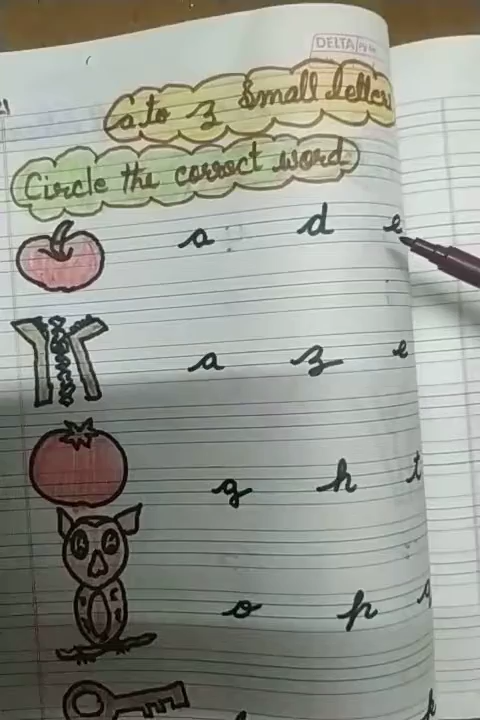 DELTA
a to z Small letters
Circle the correct word
a d e
a z e
g h t
o p q
k